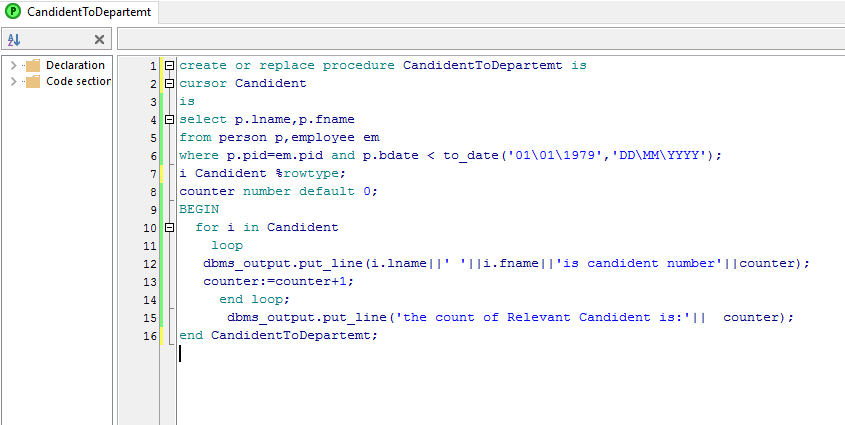 P CandidentToDepartemt
AZ
Declaration
Code section
1 create or replace procedure CandidentToDepartemt is
2 cursor Candident
3 is
4 select p.lname,p.fname
5 from person p,employee em
6 where p.pid=em.pid and p.bdate < to_date('01\01\1979','DD\MM\YYYY');
7 i Candident %rowtype;
8 counter number default 0;
9 BEGIN
10 for i in Candident
11 loop
12 dbms_output.put_line(i.lname||' '||i.fname||'is candident number'||counter);
13 counter:=counter+1;
14 end loop;
15 dbms_output.put_line('the count of Relevant Candident is:'||  counter);
16 end CandidentToDepartemt;